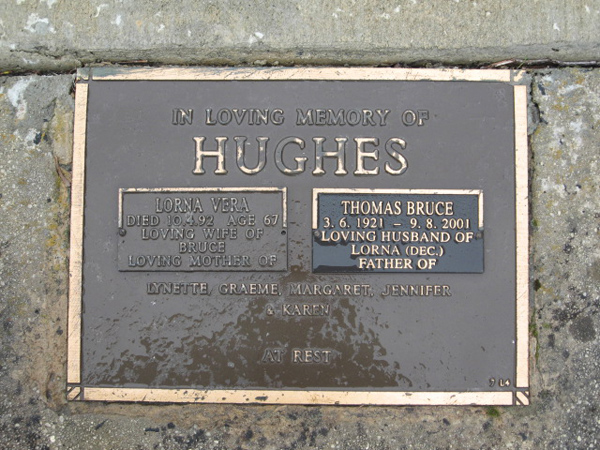 IN LOVING MEMORY OF
HUGHES
LORNA VERA
DIED 10.4.92 AGE 67
LOVING WIFE OF
BRUCE
LOVING MOTHER OF
THOMAS BRUCE
3. 6. 1921 – 9. 8. 2001
LOVING HUSBAND OF
LORNA (DEC.)
FATHER OF
LYNETTE, GRAEME, MARGARET, JENNIFER
& KAREN
AT REST